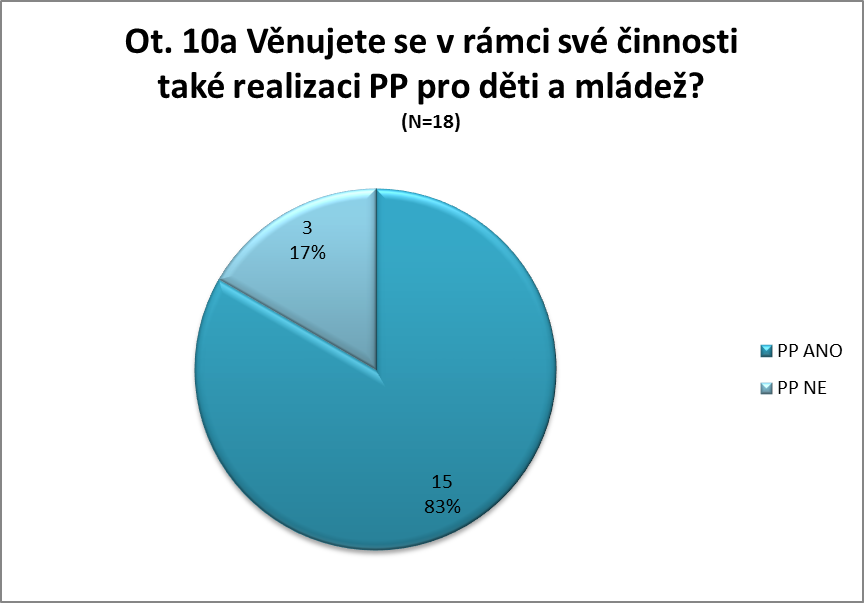 Ot. 10a Věnujete se v rámci své činnosti
také realizaci PP pro děti a mládež?
(N=18)
3
17%
PP ANO
PP NE
15
83%